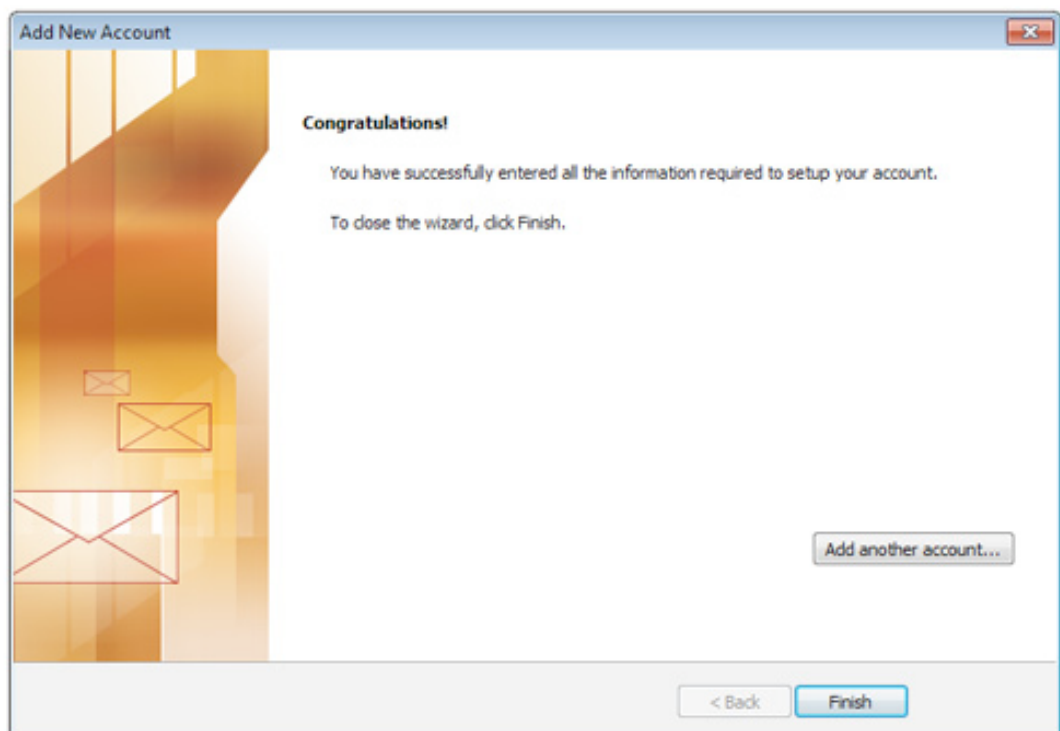 Add New Account
Congratulations!
You have successfully entered all the information required to setup your account.
To close the wizard, click Finish.
Add another account...
< Back
Finish